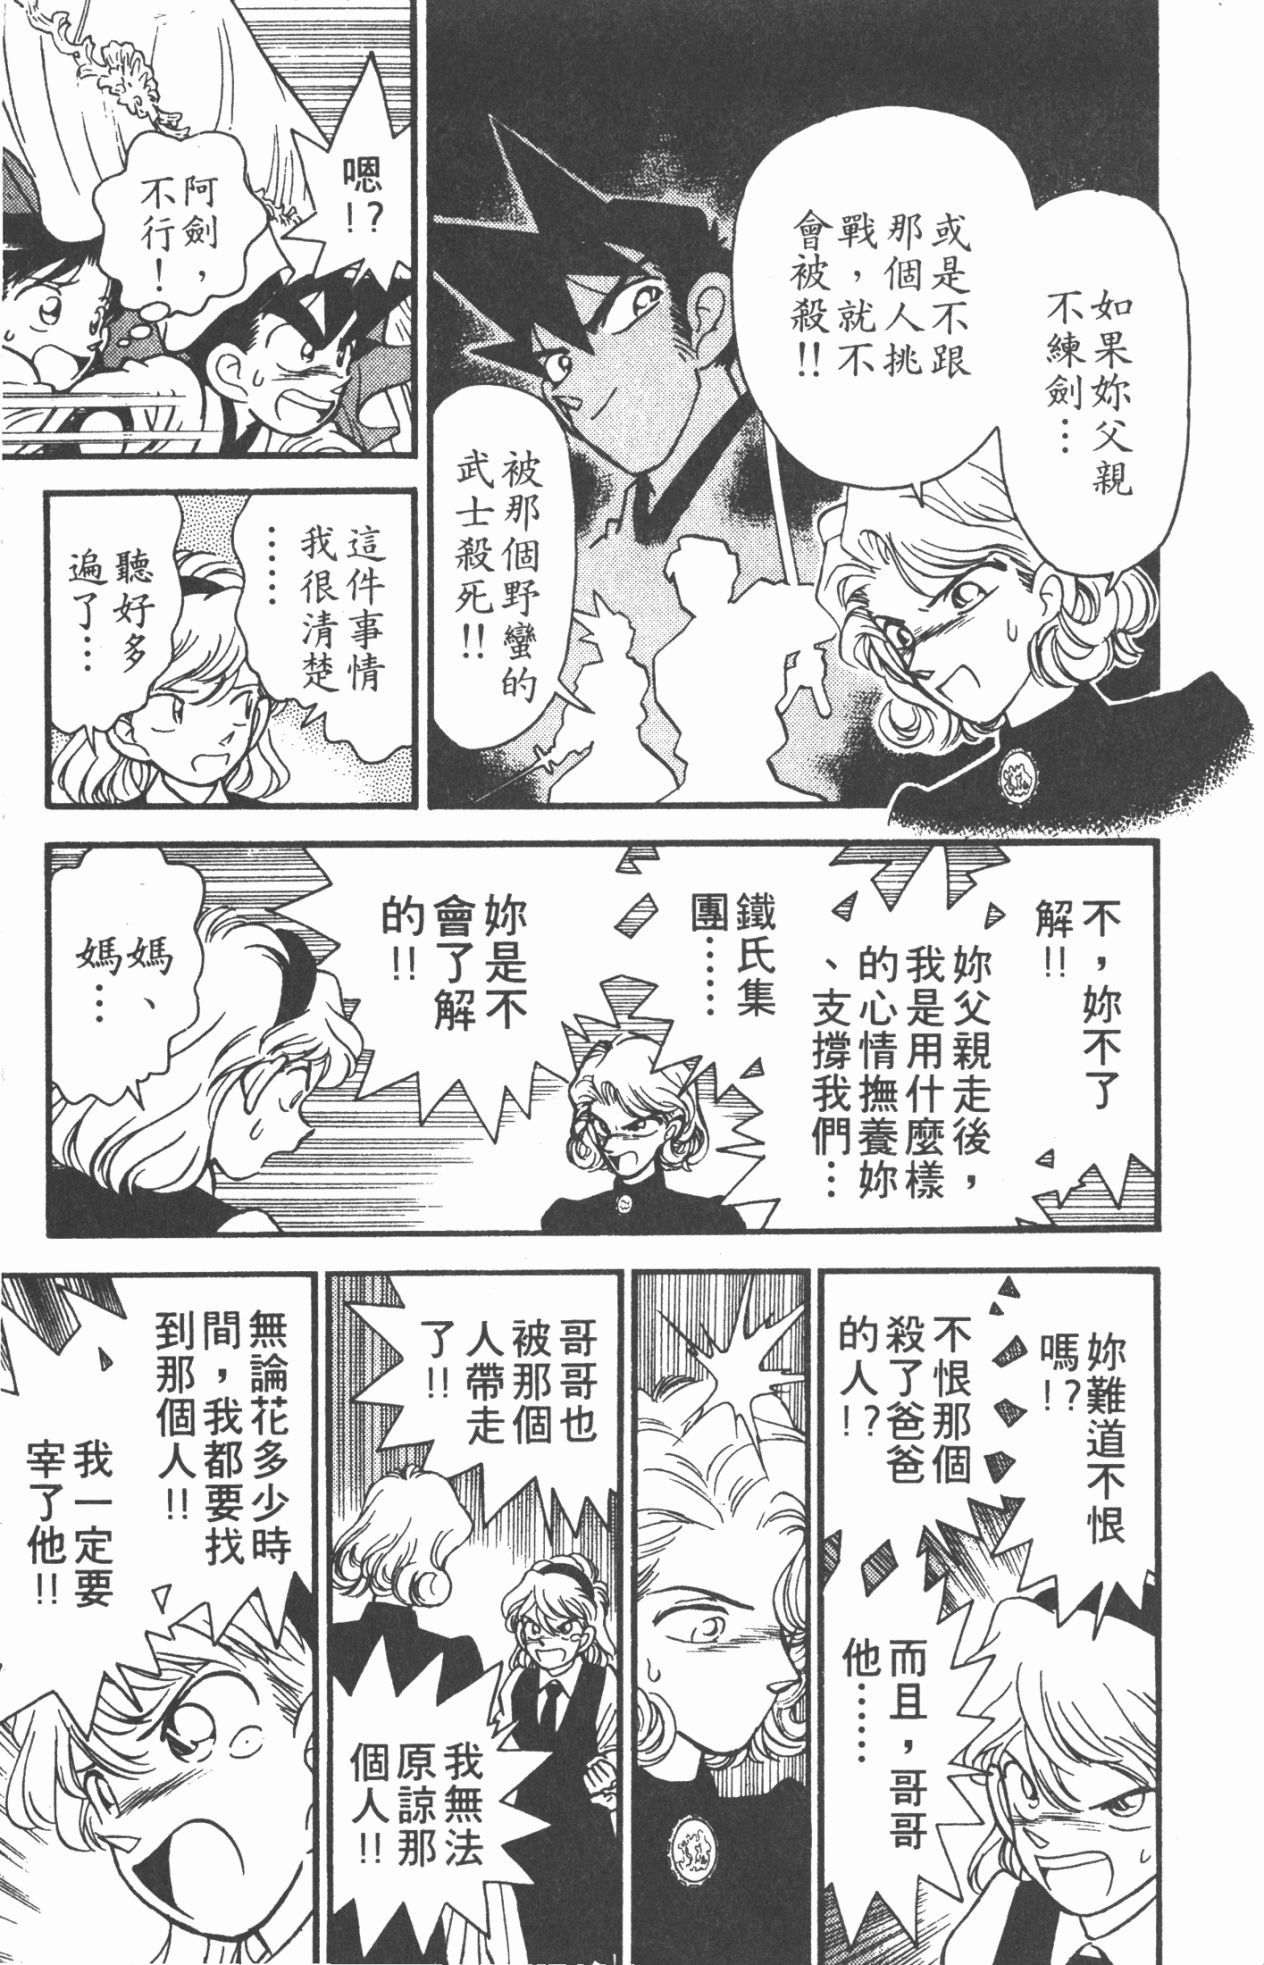 如果妳父親
不練劍…
或是不跟
那個人挑
戰，就不
會被殺!!
被那個野蠻的
武士殺死!!
嗯!?
阿劍，
不行！
這件事情
我很清楚
……
聽好多
遍了…
不，妳不了
解!!
妳父親走後，
我是用什麼樣
的心情撫養妳
、支撐我們…
鐵氏集
團……
妳是不
會了解
的!!
媽、
媽…
妳難道不恨
嗎!?
不恨那個
殺了爸爸
的人!?
而且，哥哥
他……
哥哥也
被那個
人帶走
了!!
我無法
原諒那
個人!!
無論花多少時
間，我都要找
到那個人!!
我一定要
宰了他!!